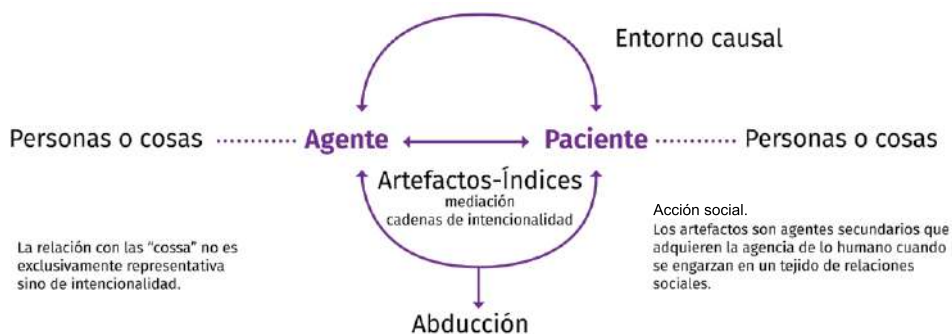 Entorno causal
Personas o cosas
Agente
Paciente
Personas o cosas
Artefactos-Índices
mediación
cadenas de intencionalidad
La relación con las “cossa” no es
exclusivamente representativa
sino de intencionalidad.
Acción social.
Los artefactos son agentes secundarios que
adquieren la agencia de lo humano cuando
se engarzan en un tejido de relaciones
sociales.
Abducción